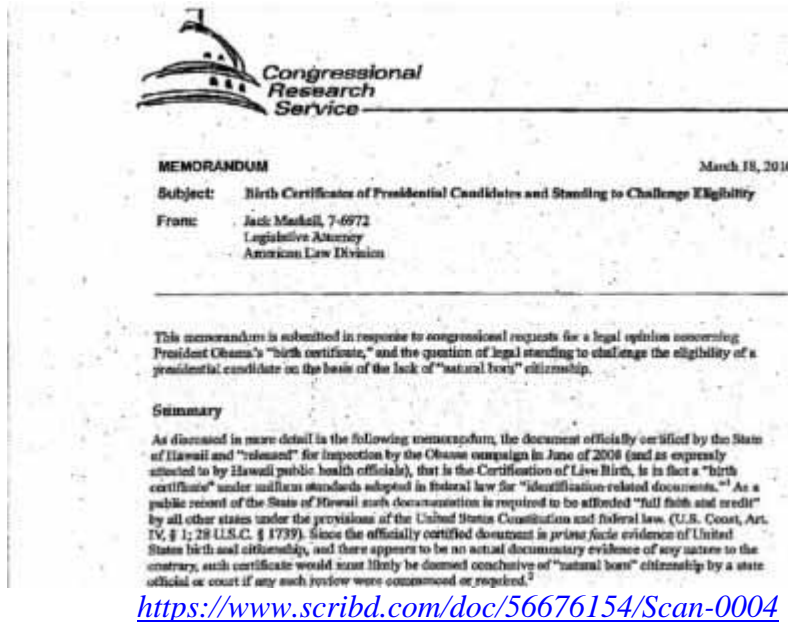 Congressional
Research
Service
MEMORANDUM
March 18, 2010
Subject: Birth Certificates of Presidential Candidates and Standing to Challenge Eligibility
From: Jack Maskell, 7-6972
Legislative Attorney
American Law Division
This memorandum is submitted in response to congressional requests for a legal opinion concerning
President Obama's "birth certificate," and the question of legal standing to challenge the eligibility of a
presidential candidate on the basis of the lack of "natural born" citizenship.
Summary
As discussed in more detail in the following memorandum, the document officially certified by the State
of Hawaii and "released" for inspection by the Obama campaign in June of 2008 (and as expressly
attested to by Hawaii public health officials), that is the Certification of Live Birth, is in fact a "birth
certificate" under uniform standards adopted in federal law for "identification-related documents."1 As a
public record of the State of Hawaii such documentation is required to be afforded "full faith and credit"
by all other states under the provisions of the United States Constitution and federal law. (U.S. Const, Art.
IV, § 1; 28 U.S.C. § 1739). Since the officially certified document is prima facie evidence of United
States birth and citizenship, and there appears to be no actual documentary evidence of any nature to the
contrary, such certificate would most likely be deemed conclusive of "natural born" citizenship by a state
official or court if any such review were commenced or required.2
https://www.scribd.com/doc/56676154/Scan-0004